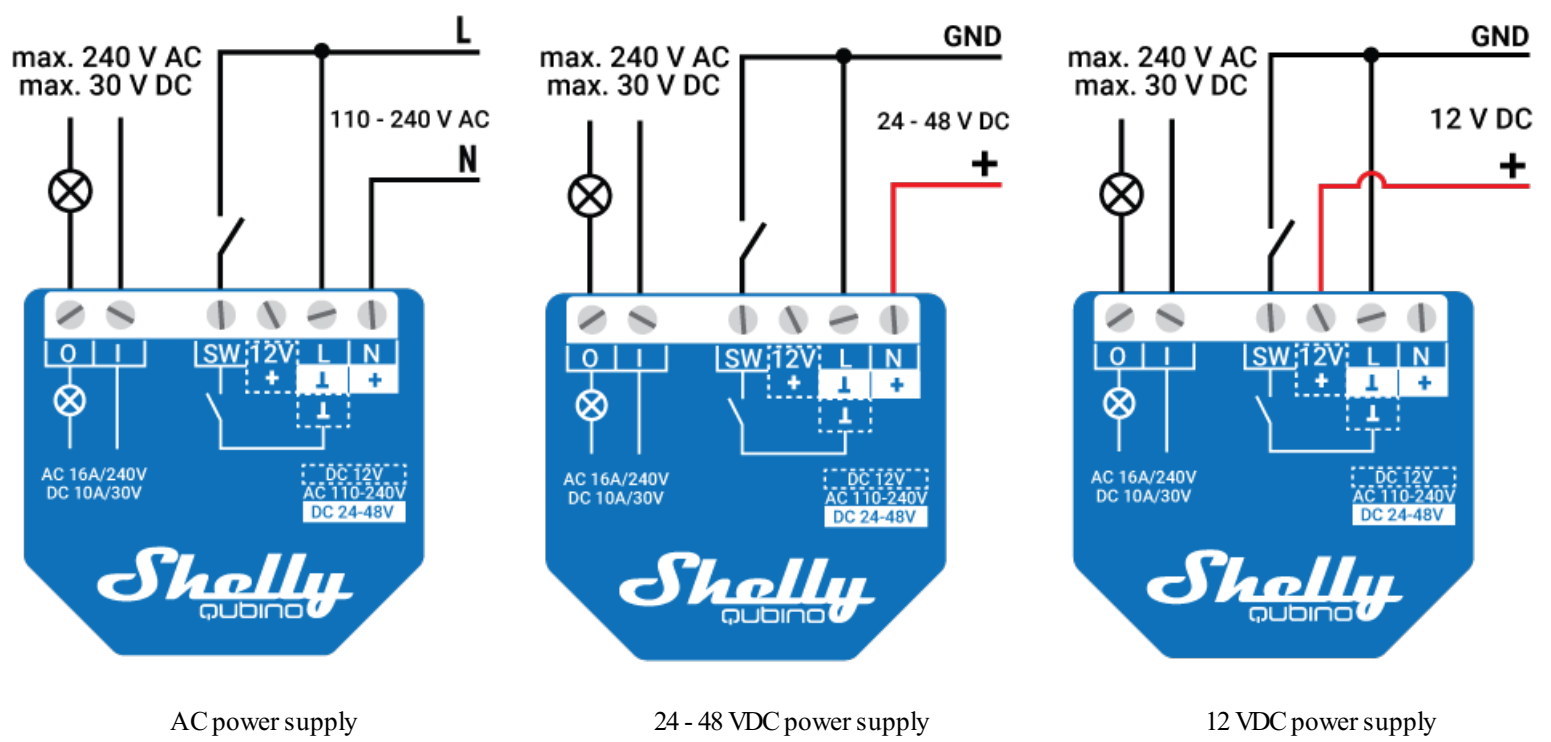 max. 240 V AC
max. 30 V DC
L
110 - 240 V AC
N
O I SW 12V L N
+ ⊥ +
⊥
AC 16A/240V
DC 10A/30V
DC 12V
AC 110-240V
DC 24-48V
Shelly
QUBINO
AC power supply
max. 240 V AC
max. 30 V DC
GND
24 - 48 V DC
+
O I SW 12V L N
+ ⊥ +
⊥
AC 16A/240V
DC 10A/30V
DC 12V
AC 110-240V
DC 24-48V
Shelly
QUBINO
24 - 48 VDC power supply
max. 240 V AC
max. 30 V DC
GND
12 V DC
+
O I SW 12V L N
+ ⊥ +
⊥
AC 16A/240V
DC 10A/30V
DC 12V
AC 110-240V
DC 24-48V
Shelly
QUBINO
12 VDC power supply